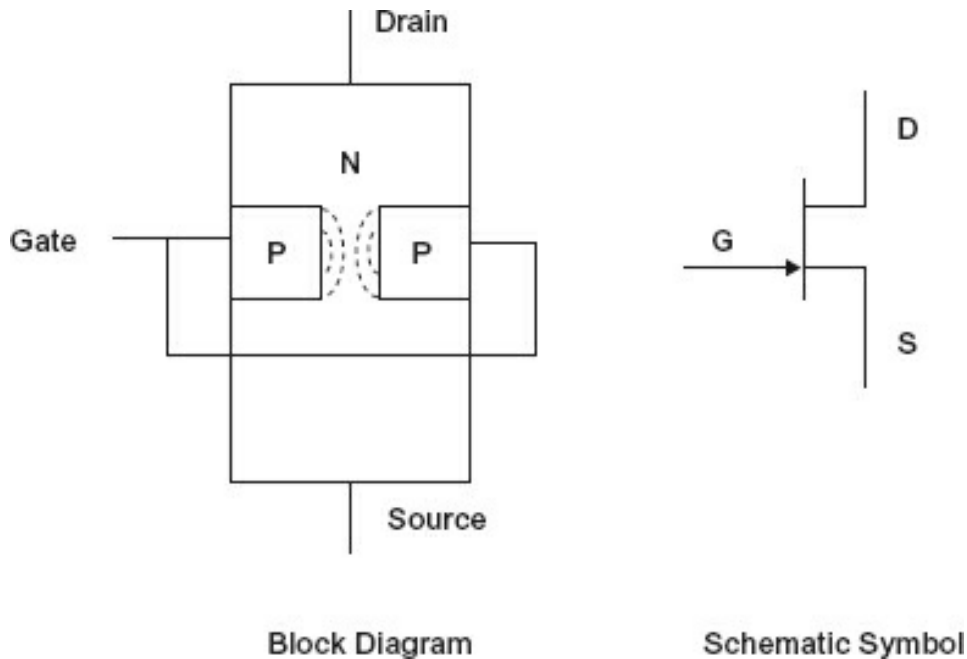 Drain
N
Gate
P
P
Source
Block Diagram
D
G
S
Schematic Symbol